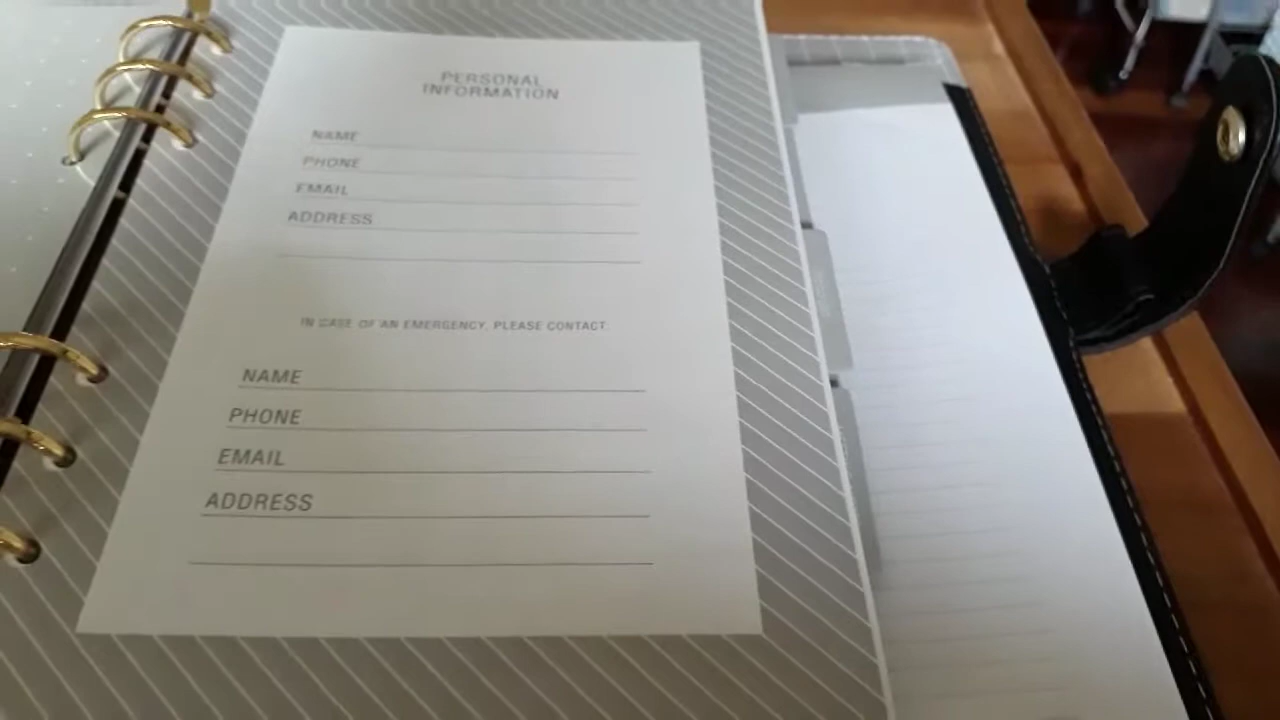 PERSONAL
INFORMATION
NAME
PHONE
EMAIL
ADDRESS
IN CASE OF AN EMERGENCY, PLEASE CONTACT:
NAME
PHONE
EMAIL
ADDRESS